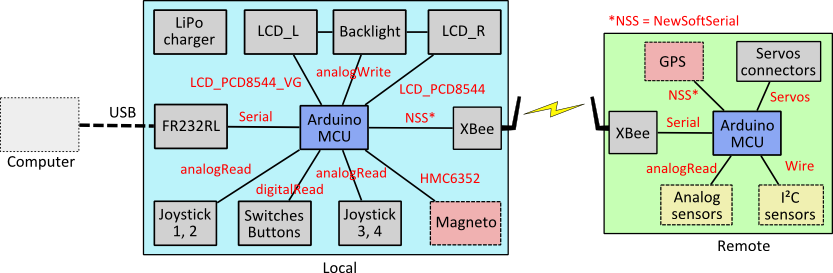 *NSS = NewSoftSerial
LiPo
charger
LCD_L
Backlight
LCD_R
LCD_PCD8544_VG
analogWrite
LCD_PCD8544
USB
FR232RL
Serial
Arduino
MCU
NSS*
XBee
Computer
analogRead
digitalRead
analogRead
HMC6352
Joystick
1, 2
Switches
Buttons
Joystick
3, 4
Magneto
Local
GPS
Servos
connectors
NSS*
Servos
XBee
Serial
Arduino
MCU
analogRead
Wire
Analog
sensors
I²C
sensors
Remote